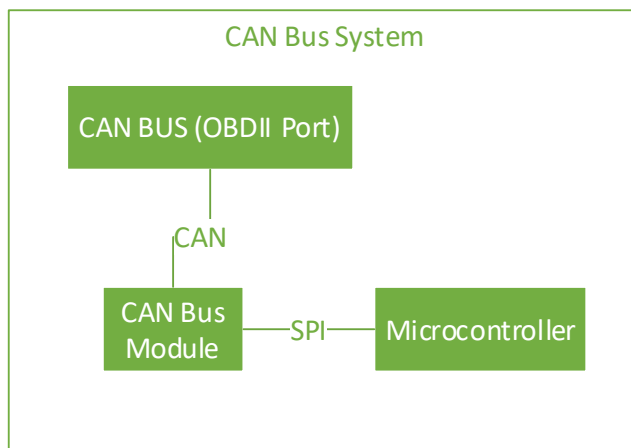 CAN Bus System
CAN BUS (OBDII Port)
CAN
CAN Bus
Module
SPI
Microcontroller